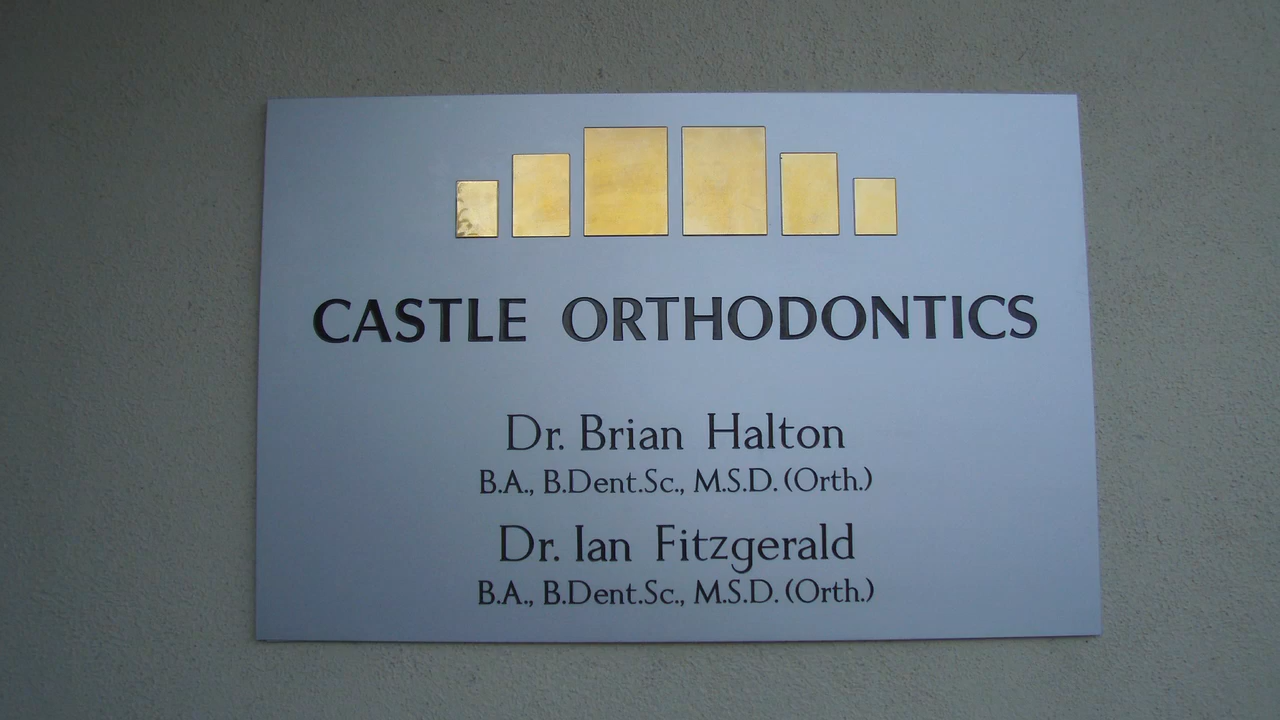 CASTLE ORTHODONTICS
Dr. Brian Halton
B.A., B.Dent.Sc., M.S.D. (Orth.)
Dr. Ian Fitzgerald
B.A., B.Dent.Sc., M.S.D. (Orth.)